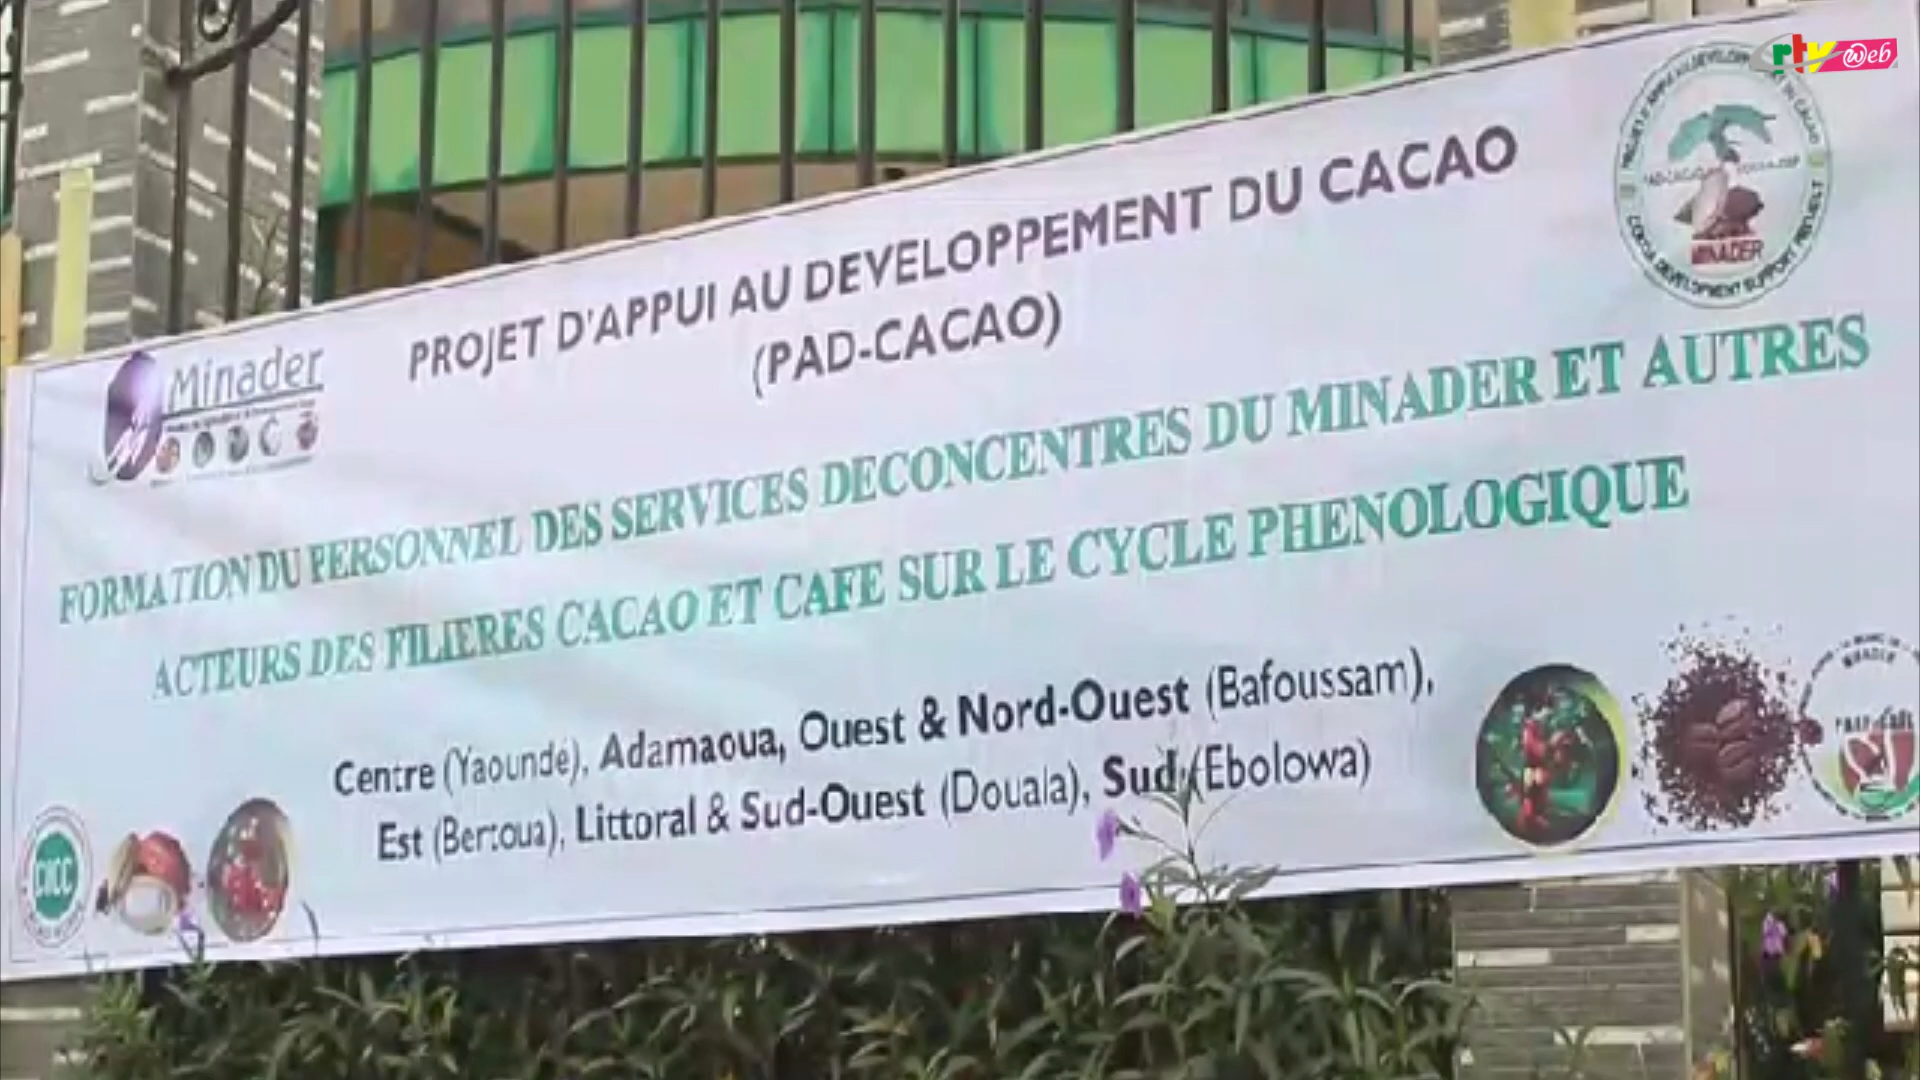 rtv Web
PROJET D'APPUI AU DEVELOPPEMENT DU CACAO
(PAD-CACAO)
Minader
MINADER
COCOA DEVELOPMENT SUPPORT PROJECT
FORMATION DU PERSONNEL DES SERVICES DECONCENTRES DU MINADER ET AUTRES
ACTEURS DES FILIERES CACAO ET CAFE SUR LE CYCLE PHENOLOGIQUE
Centre (Yaoundé), Adamaoua, Ouest & Nord-Ouest (Bafoussam),
Est (Bertoua), Littoral & Sud-Ouest (Douala), Sud (Ebolowa)
CICC
MINADER